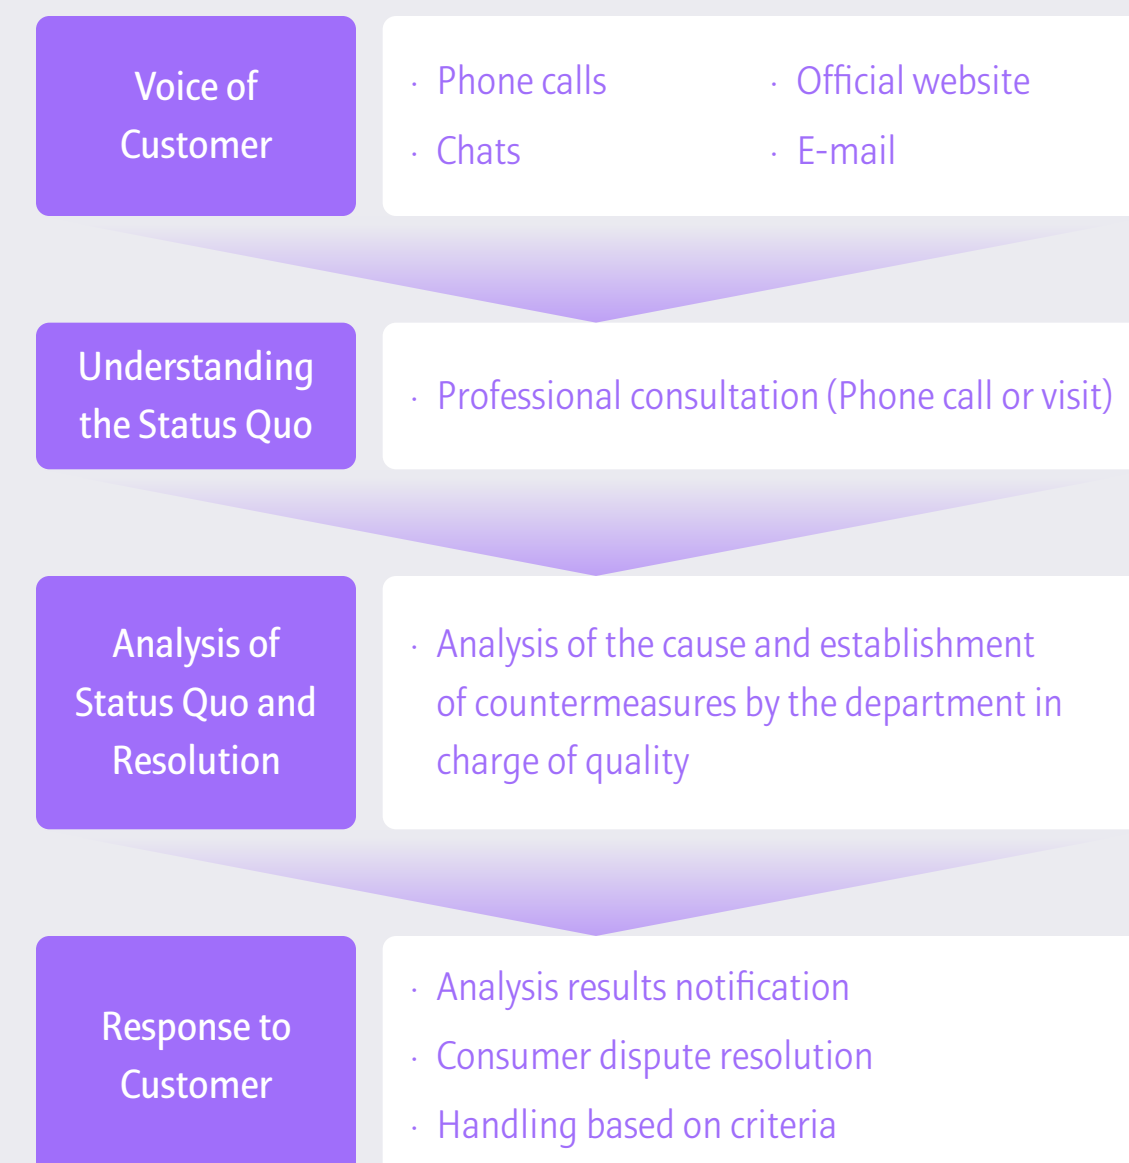 Voice of
Customer
· Phone calls
· Official website
· Chats
· E-mail
Understanding
the Status Quo
· Professional consultation (Phone call or visit)
Analysis of
Status Quo and
Resolution
· Analysis of the cause and establishment
of countermeasures by the department in
charge of quality
Response to
Customer
· Analysis results notification
· Consumer dispute resolution
· Handling based on criteria